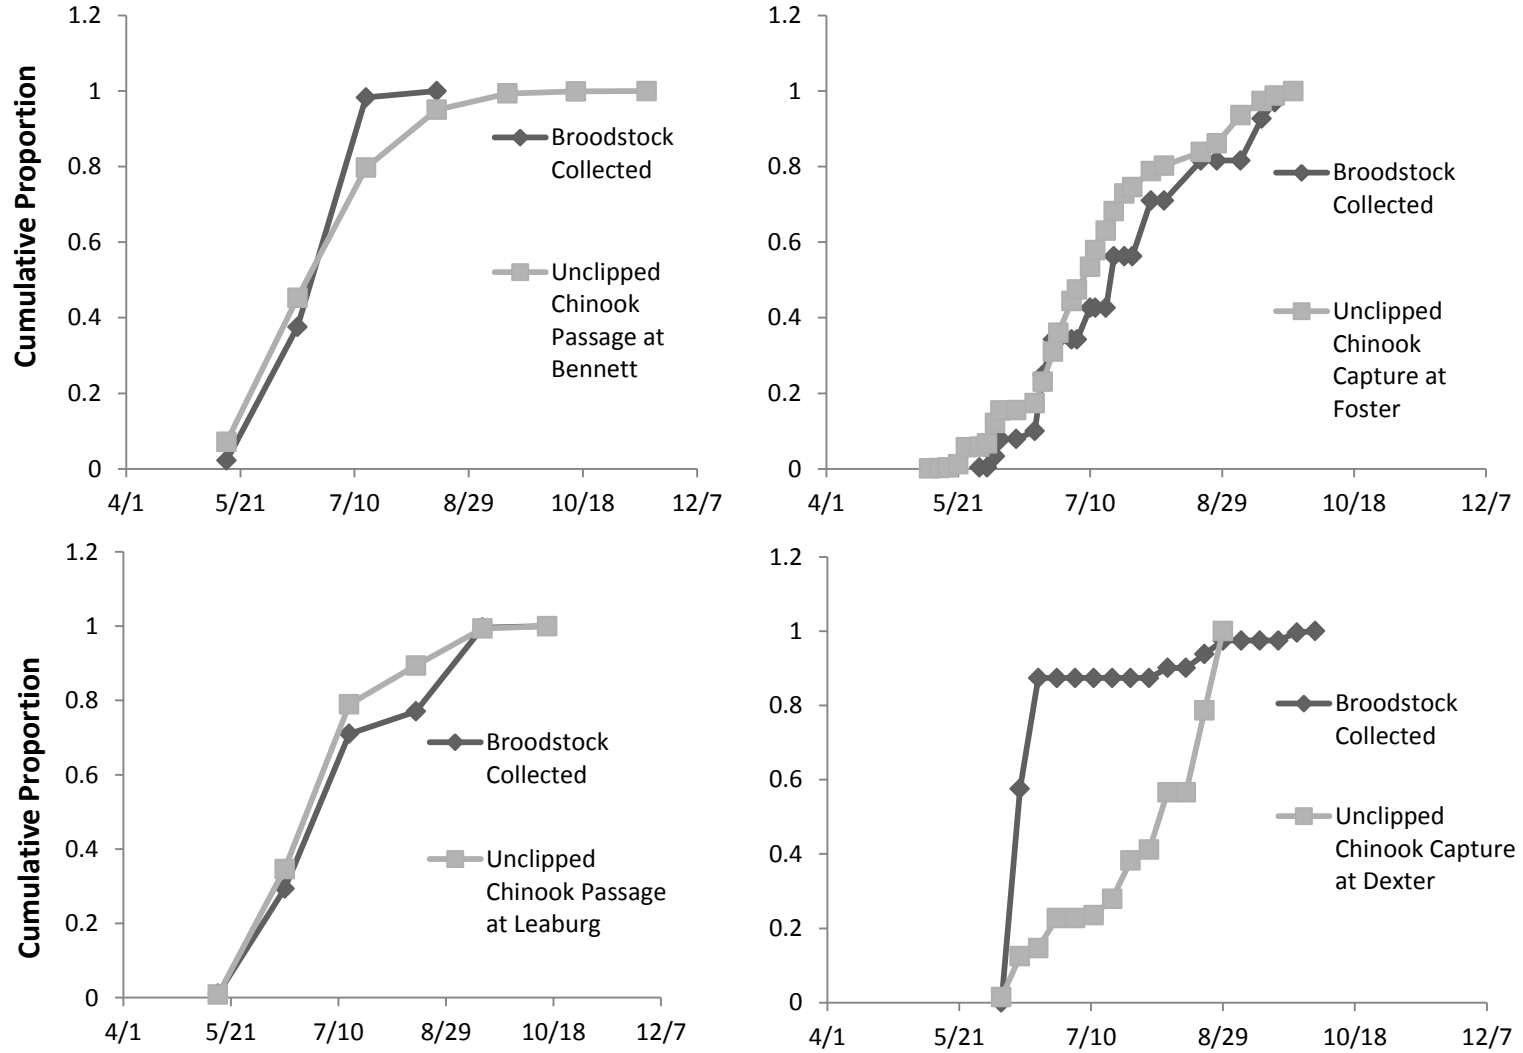 1.2
1
0.8
0.6
0.4
0.2
0
Cumulative Proportion
4/1 5/21 7/10 8/29 10/18 12/7
Broodstock
Collected
Unclipped
Chinook
Passage at
Bennett
1.2
1
0.8
0.6
0.4
0.2
0
4/1 5/21 7/10 8/29 10/18 12/7
Broodstock
Collected
Unclipped
Chinook
Capture at
Foster
1.2
1
0.8
0.6
0.4
0.2
0
Cumulative Proportion
4/1 5/21 7/10 8/29 10/18 12/7
Broodstock
Collected
Unclipped
Chinook Passage
at Leaburg
1.2
1
0.8
0.6
0.4
0.2
0
4/1 5/21 7/10 8/29 10/18 12/7
Broodstock
Collected
Unclipped
Chinook Capture
at Dexter